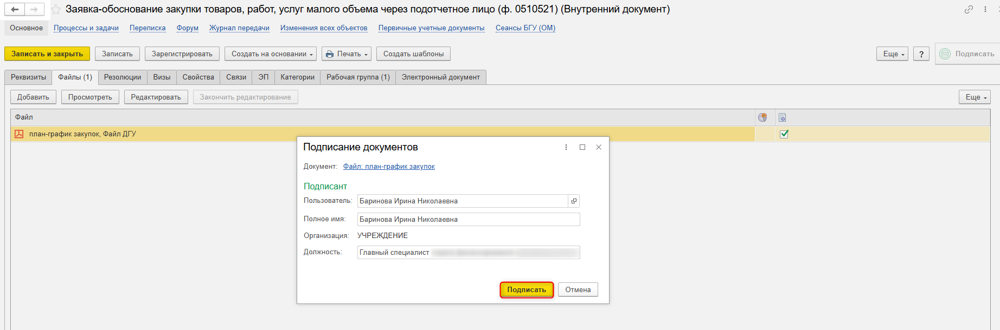 Заявка-обоснование закупки товаров, работ, услуг малого объема через подотчетное лицо (ф. 0510521) (Внутренний документ)
Основное Процессы и задачи Переписка Форум Журнал передачи Изменения всех объектов Первичные учетные документы Сеансы БГУ (ОМ)
Записать и закрыть Записать Зарегистрировать Создать на основании Печать Создать шаблоны Еще ? Подписать
Реквизиты Файлы (1) Резолюции Визы Свойства Связи ЭП Категории Рабочая группа (1) Электронный документ
Добавить Просмотреть Редактировать Закончить редактирование Еще
Файл
план-график закупок, Файл ДГУ
Подписание документов
Документ: Файл: план-график закупок
Подписант
Пользователь: Баринова Ирина Николаевна
Полное имя: Баринова Ирина Николаевна
Организация: УЧРЕЖДЕНИЕ
Должность: Главный специалист
Подписать Отмена